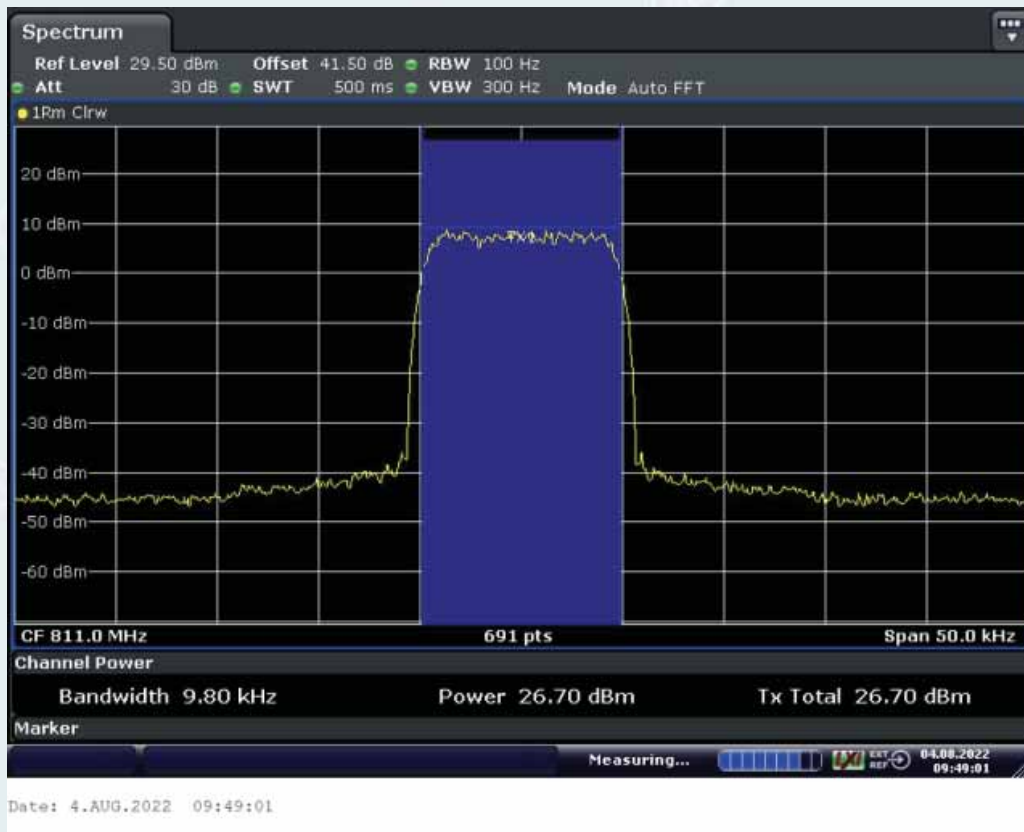 Spectrum
Ref Level 29.50 dBm Offset 41.50 dB RBW 100 Hz
Att 30 dB SWT 500 ms VBW 300 Hz Mode Auto FFT
1Rm Clrw
20 dBm
10 dBm
0 dBm
-10 dBm
-20 dBm
-30 dBm
-40 dBm
-50 dBm
-60 dBm
CF 811.0 MHz 691 pts Span 50.0 kHz
Channel Power
Bandwidth 9.80 kHz Power 26.70 dBm Tx Total 26.70 dBm
Marker
Measuring... LXI EXT REF 04.08.2022
09:49:01
Date: 4.AUG.2022 09:49:01